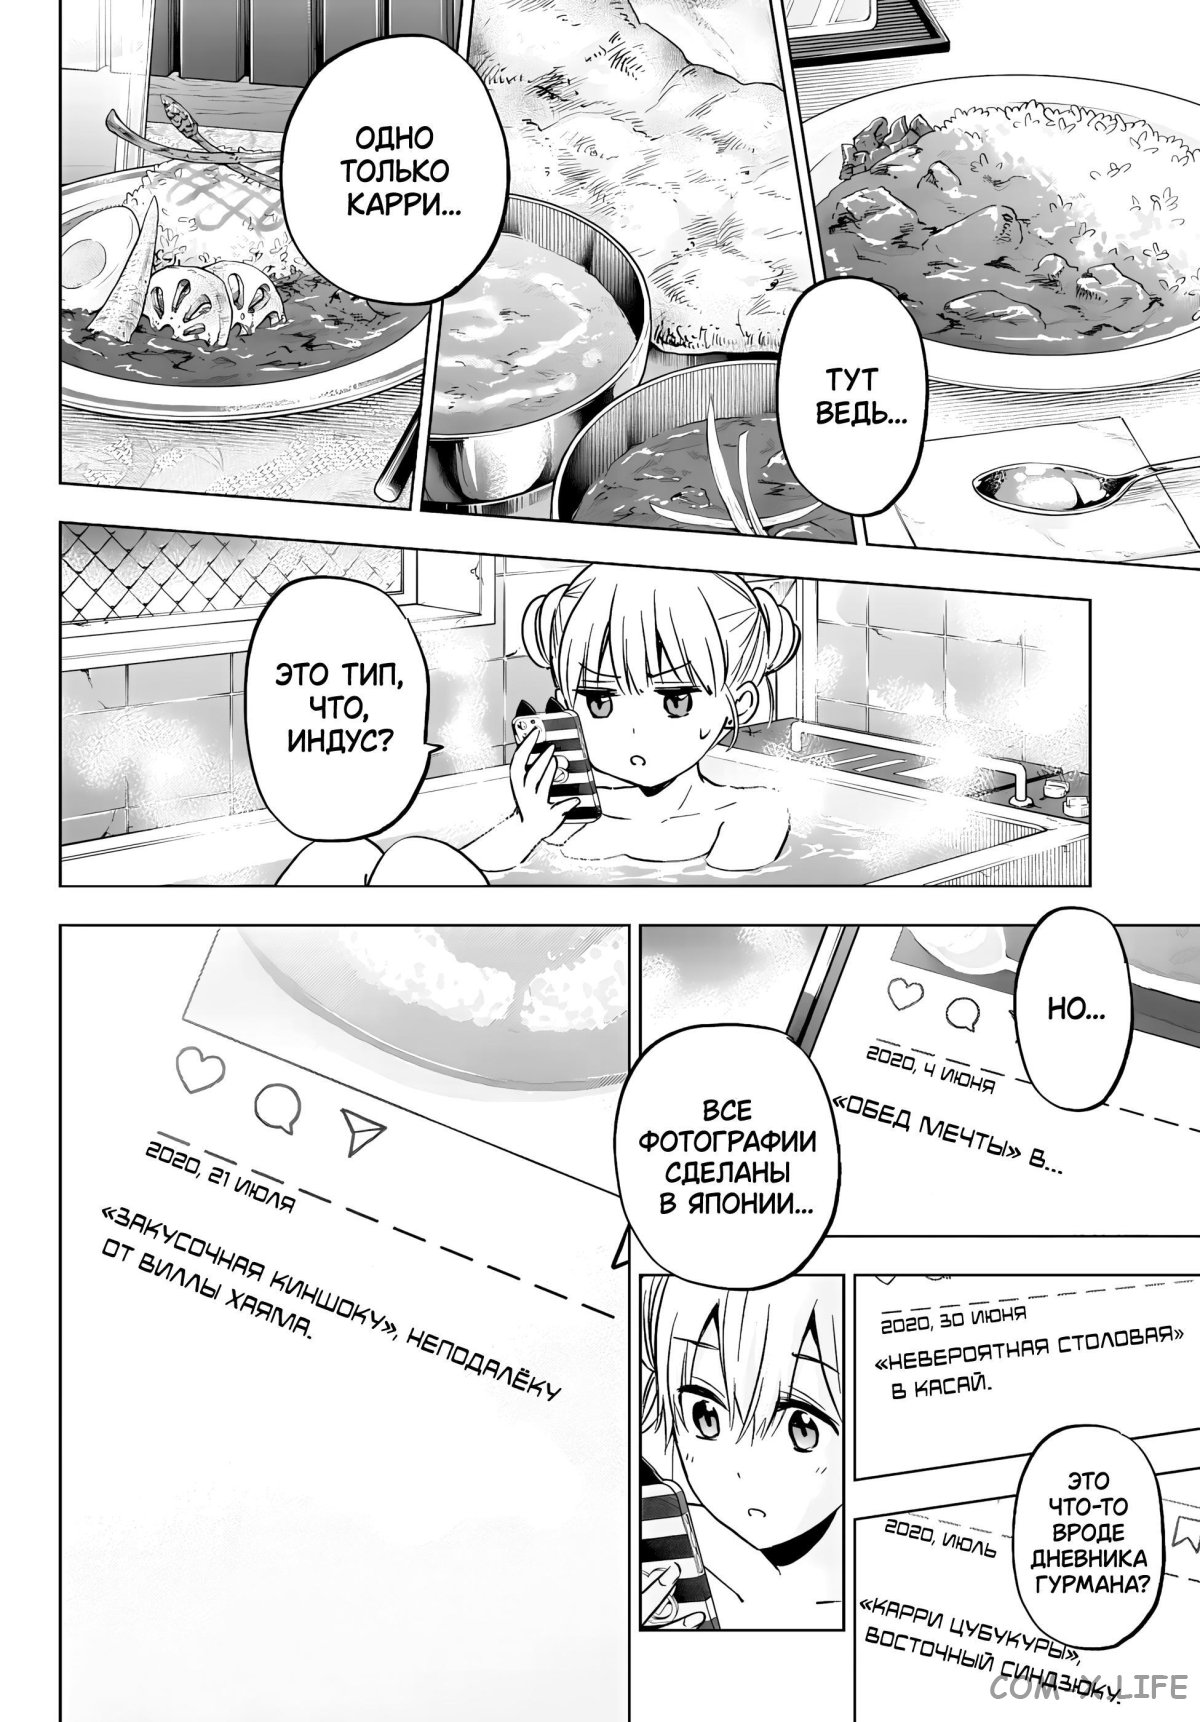 ТУТ
ВЕДЬ...
ОДНО
ТОЛЬКО
КАРРИ...
ЭТО ТИП,
ЧТО,
ИНДУС?
НО...
2020, 4 ИЮНЯ
«ОБЕД МЕЧТЫ» В...
ВСЕ
ФОТОГРАФИИ
СДЕЛАНЫ
В ЯПОНИИ...
2020, 30 ИЮНЯ
«НЕВЕРОЯТНАЯ СТОЛОВАЯ»
В КАСАЙ.
ЭТО
ЧТО-ТО
ВРОДЕ
ДНЕВНИКА
ГУРМАНА?
2020, ИЮЛЬ
«КАРРИ ЦУБУКУРЫ»,
ВОСТОЧНЫЙ СИНДЗЮКУ.
2020, 21 ИЮЛЯ
«ЗАКУСОЧНАЯ КИНШОКУ», НЕПОДАЛЁКУ
ОТ ВИЛЛЫ ХАЯМА.
COM-X.LIFE